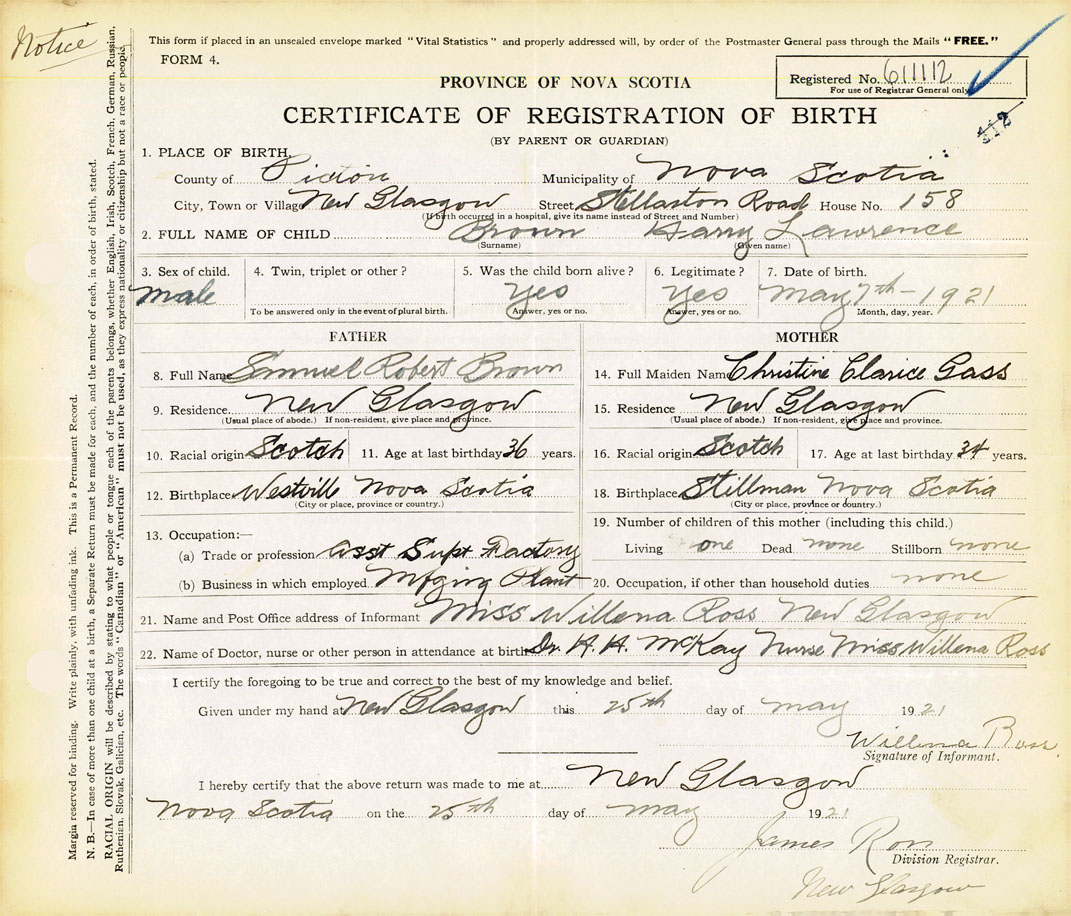 Notice
This form if placed in an unsealed envelope marked "Vital Statistics" and properly addressed will, by order of the Postmaster General pass through the Mails "FREE."
FORM 4.
Registered No. 611112
For use of Registrar General only
PROVINCE OF NOVA SCOTIA
CERTIFICATE OF REGISTRATION OF BIRTH
(BY PARENT OR GUARDIAN)
1. PLACE OF BIRTH.
County of Pictou Municipality of Nova Scotia
City, Town or Village New Glasgow Street Stellarton Road House No. 158
(If birth occurred in a hospital, give its name instead of Street and Number)
2. FULL NAME OF CHILD Brown Harry Lawrence
(Surname) (Given name)
3. Sex of child. 4. Twin, triplet or other? 5. Was the child born alive? 6. Legitimate? 7. Date of birth.
Male Yes Yes May 7th - 1921
To be answered only in the event of plural birth. Answer, yes or no. Answer, yes or no. Month, day, year.
FATHER
8. Full Name Samuel Robert Brown
9. Residence New Glasgow
(Usual place of abode.) If non-resident, give place and province.
10. Racial origin Scotch 11. Age at last birthday 36 years.
12. Birthplace Westville Nova Scotia
(City or place, province or country.)
13. Occupation:—
(a) Trade or profession Asst Supt Factory
(b) Business in which employed Mfging Plant
MOTHER
14. Full Maiden Name Christine Clarice Gass
15. Residence New Glasgow
(Usual place of abode.) If non-resident, give place and province.
16. Racial origin Scotch 17. Age at last birthday 34 years.
18. Birthplace Stillman Nova Scotia
(City or place, province or country.)
19. Number of children of this mother (including this child.)
Living one Dead none Stillborn none
20. Occupation, if other than household duties none
21. Name and Post Office address of Informant Miss Willena Ross New Glasgow
22. Name of Doctor, nurse or other person in attendance at birth Dr. H. H. McKay Nurse Miss Willena Ross
I certify the foregoing to be true and correct to the best of my knowledge and belief.
Given under my hand at New Glasgow this 25th day of May 1921
Willena Ross
Signature of Informant.
I hereby certify that the above return was made to me at New Glasgow
Nova Scotia on the 25th day of May 1921
James Ross
Division Registrar.
New Glasgow
Margin reserved for binding. Write plainly, with unfading ink. This is a Permanent Record.
N. B.—In case of more than one child at a birth, a Separate Return must be made for each, and the number of each, in order of birth, stated.
RACIAL ORIGIN will be described by stating to what people or tongue each of the parents belongs, whether English, Irish, Scotch, French, German, Russian,
Ruthenian, Slovak, Galician, etc. The words "Canadian" or "American" must not be used, as they express nationality or citizenship but not a race or people.